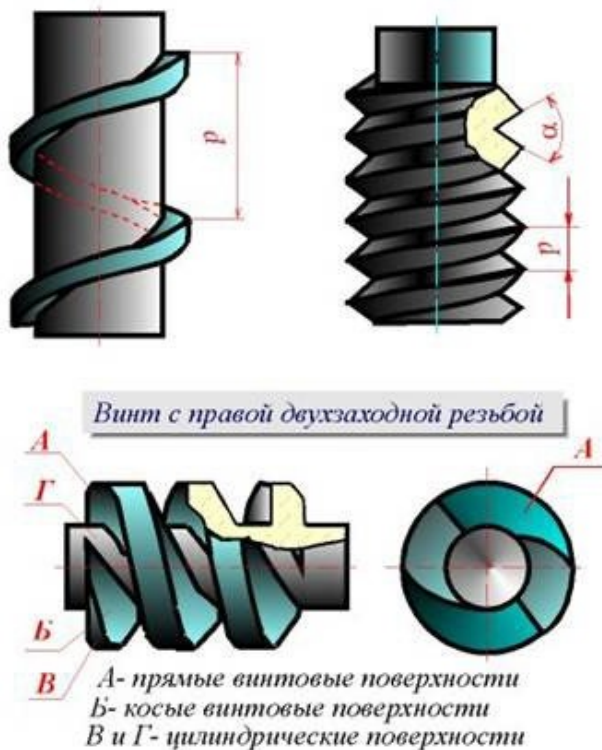 p
α
p
Винт с правой двухзаходной резьбой
А
А
Г
Б
В
А- прямые винтовые поверхности
Б- косые винтовые поверхности
В и Г- цилиндрические поверхности